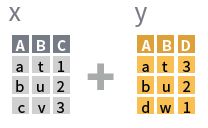 x y
A B C A B D
a t 1 a t 3
b u 2 + b u 2
c v 3 d w 1